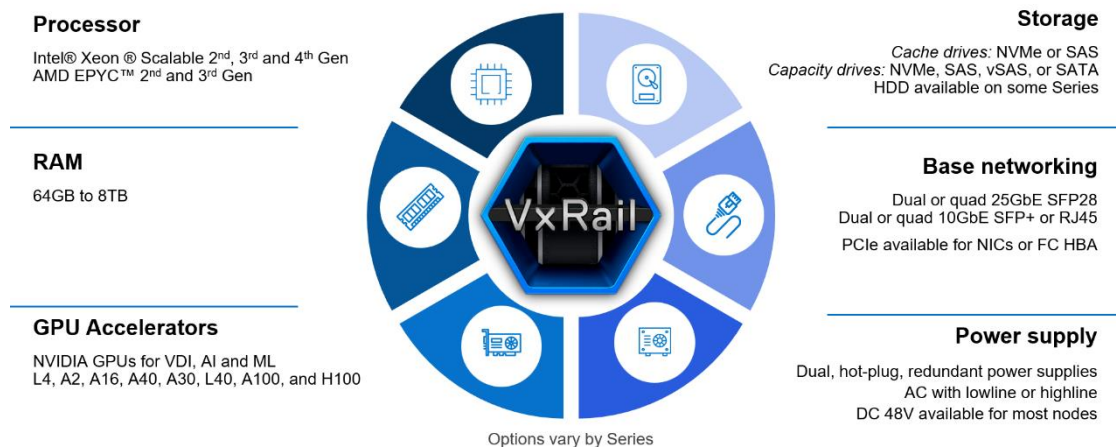 Processor
Intel® Xeon ® Scalable 2nd, 3rd and 4th Gen
AMD EPYC™ 2nd and 3rd Gen
RAM
64GB to 8TB
GPU Accelerators
NVIDIA GPUs for VDI, AI and ML
L4, A2, A16, A40, A30, L40, A100, and H100
VxRail
Storage
Cache drives: NVMe or SAS
Capacity drives: NVMe, SAS, vSAS, or SATA
HDD available on some Series
Base networking
Dual or quad 25GbE SFP28
Dual or quad 10GbE SFP+ or RJ45
PCIe available for NICs or FC HBA
Power supply
Dual, hot-plug, redundant power supplies
AC with lowline or highline
DC 48V available for most nodes
Options vary by Series